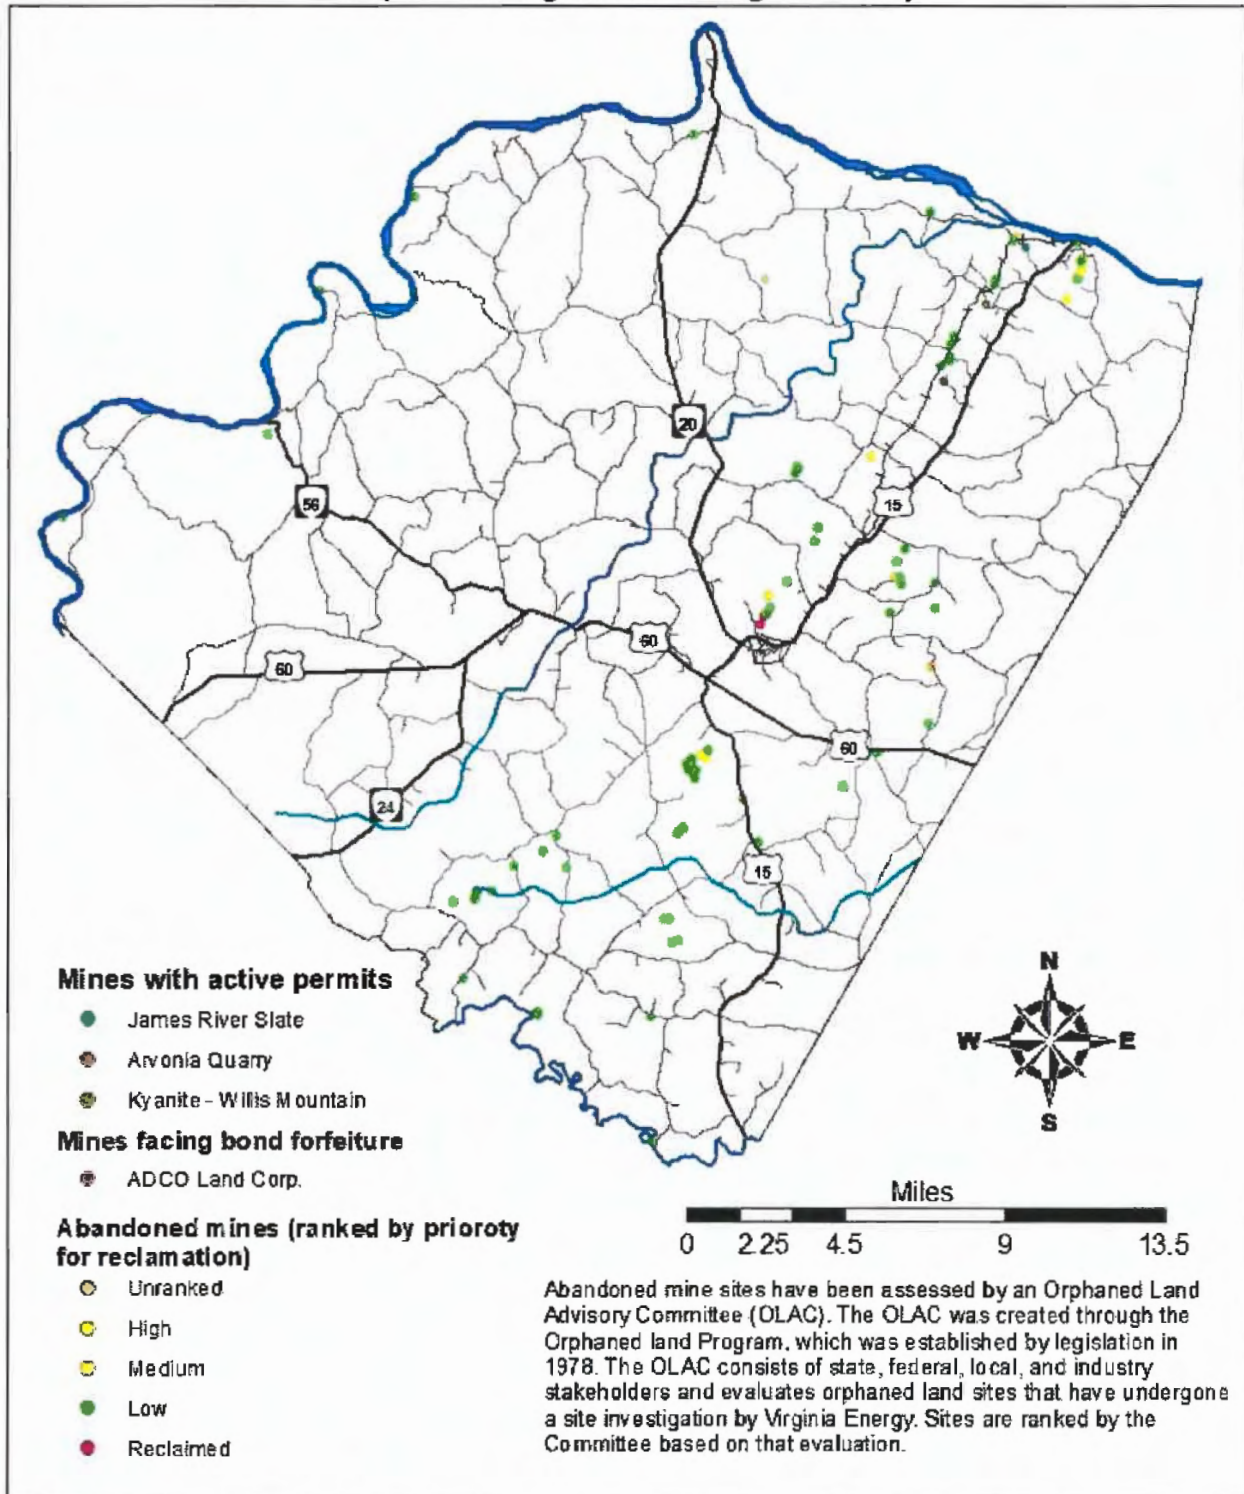 20
56
15
60
60
60
24
15
Mines with active permits
James River Slate
Arvonia Quarry
Kyanite - Willis Mountain
Mines facing bond forfeiture
ADCO Land Corp.
Abandoned mines (ranked by prioroty
for reclamation)
Unranked
High
Medium
Low
Reclaimed
N
W E
S
Miles
0 2.25 4.5 9 13.5
Abandoned mine sites have been assessed by an Orphaned Land
Advisory Committee (OLAC). The OLAC was created through the
Orphaned land Program, which was established by legislation in
1978. The OLAC consists of state, federal, local, and industry
stakeholders and evaluates orphaned land sites that have undergone
a site investigation by Virginia Energy. Sites are ranked by the
Committee based on that evaluation.